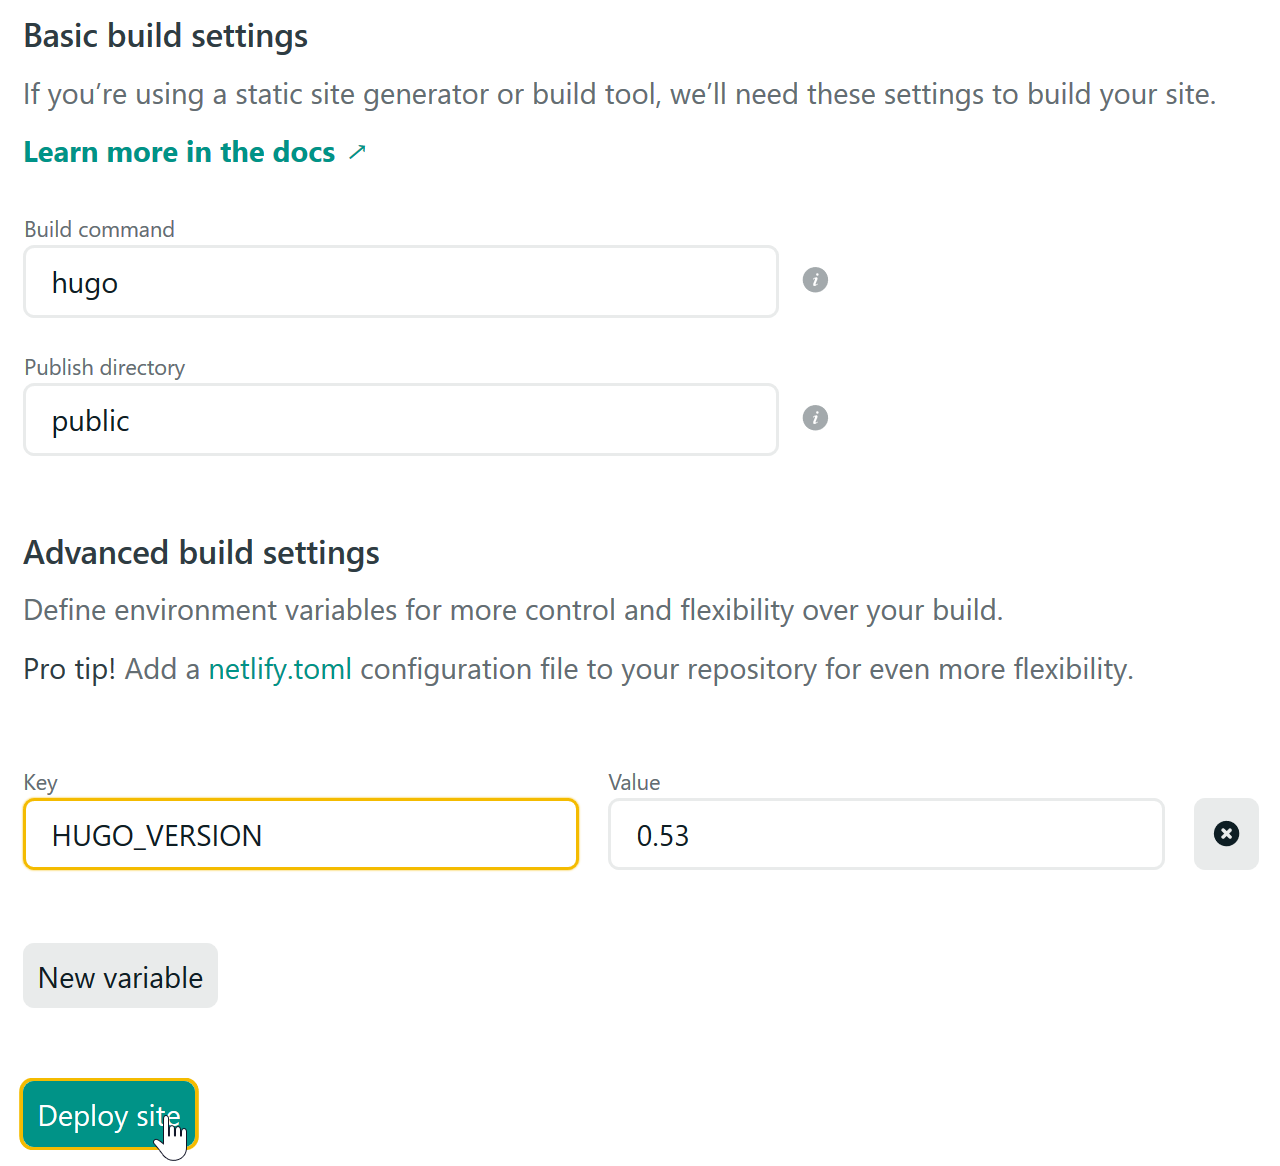 Basic build settings
If you’re using a static site generator or build tool, we’ll need these settings to build your site.
Learn more in the docs ↗
Build command
hugo
Publish directory
public
Advanced build settings
Define environment variables for more control and flexibility over your build.
Pro tip! Add a netlify.toml configuration file to your repository for even more flexibility.
Key Value
HUGO_VERSION 0.53
New variable
Deploy site